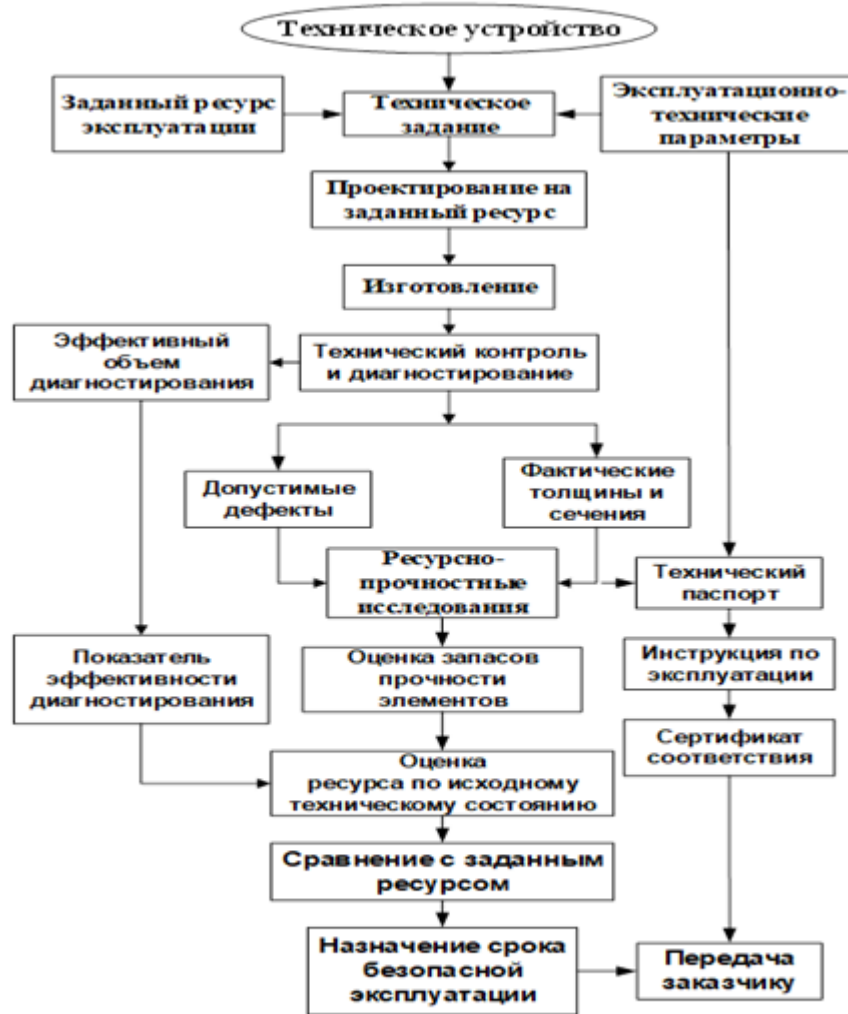 Техническое устройство
Заданный ресурс
эксплуатации
Техническое
задание
Эксплуатационно-
технические
параметры
Проектирование на
заданный ресурс
Изготовление
Эффективный
объем
диагностирования
Технический контроль
и диагностирование
Допустимые
дефекты
Фактические
толщины и
сечения
Ресурсно-
прочностные
исследования
Технический
паспорт
Показатель
эффективности
диагностирования
Оценка запасов
прочности
элементов
Инструкция по
эксплуатации
Сертификат
соответствия
Оценка
ресурса по исходному
техническому состоянию
Сравнение с заданным
ресурсом
Назначение срока
безопасной
эксплуатации
Передача
заказчику